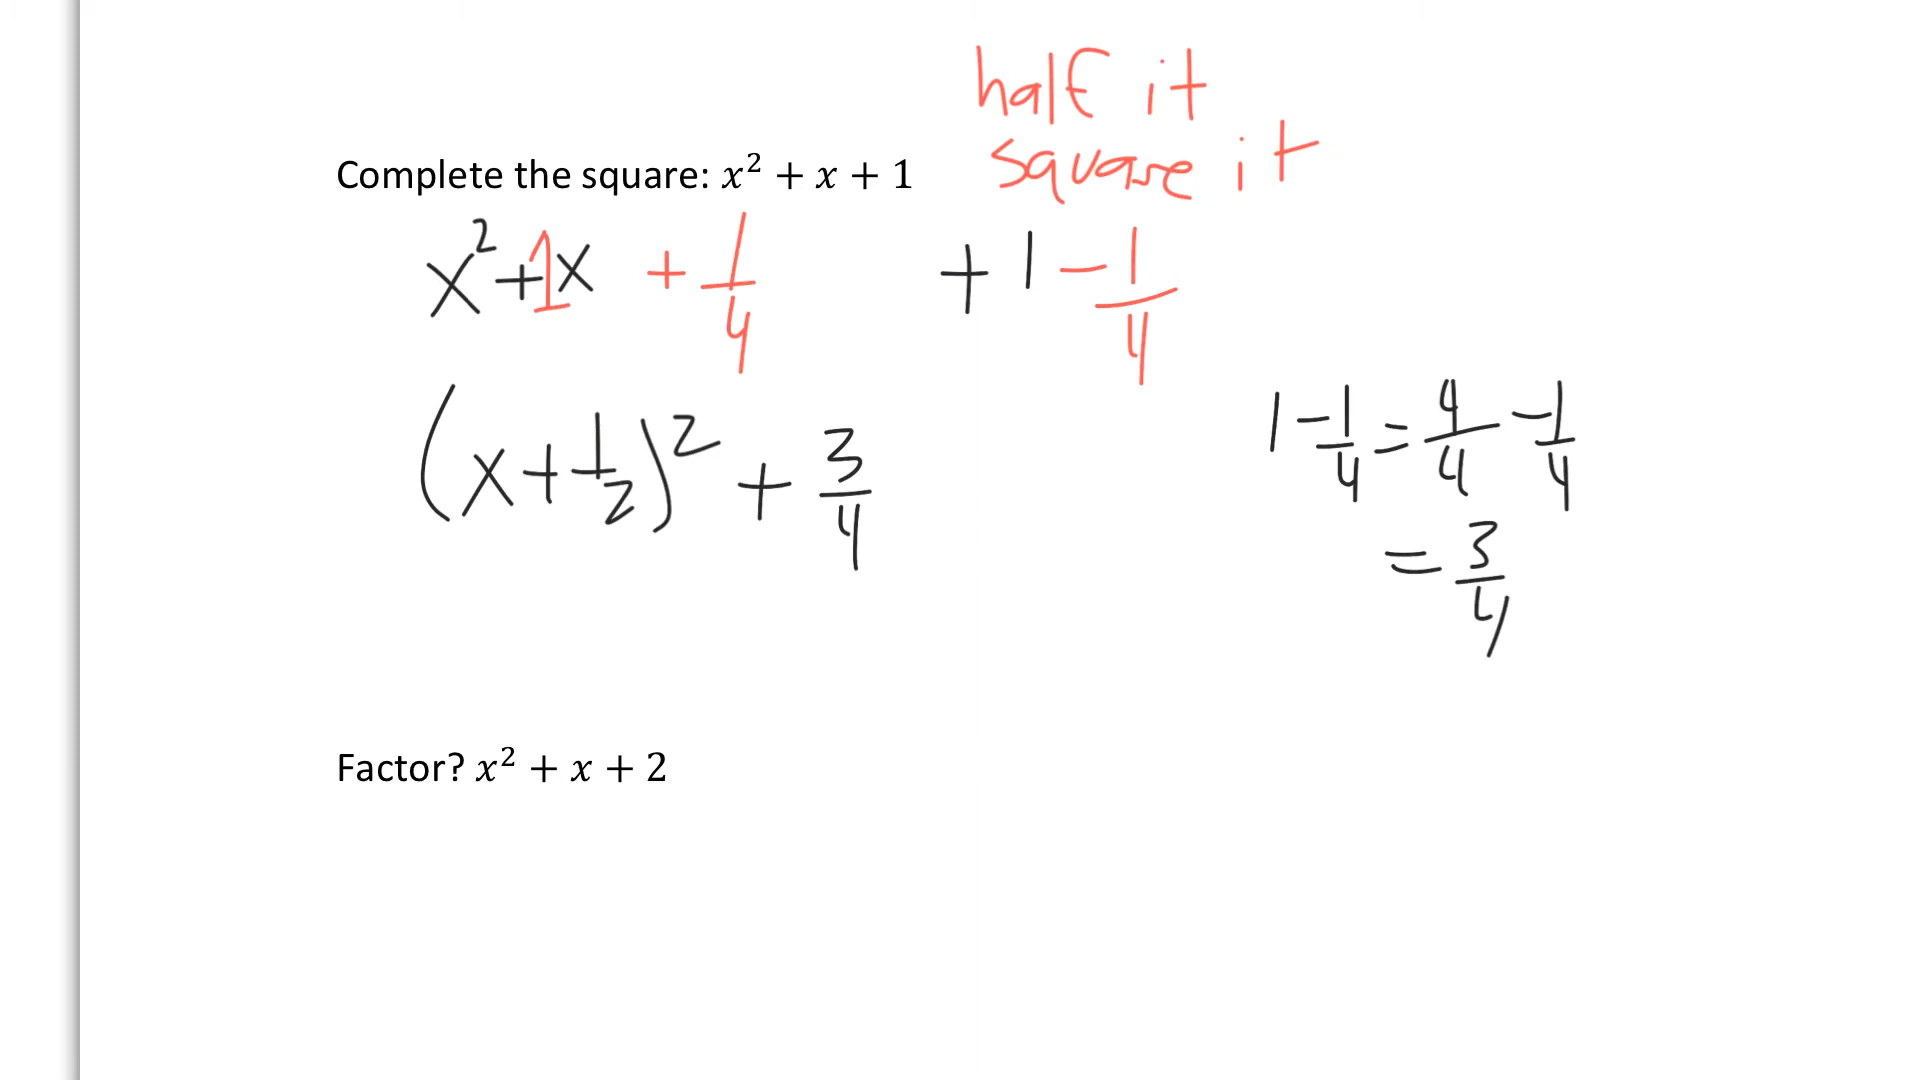 half it
square it
Complete the square: x² + x + 1
x² + 1x + 1/4 + 1 - 1/4
(x + 1/2)² + 3/4
1 - 1/4 = 4/4 - 1/4
= 3/4
Factor? x² + x + 2